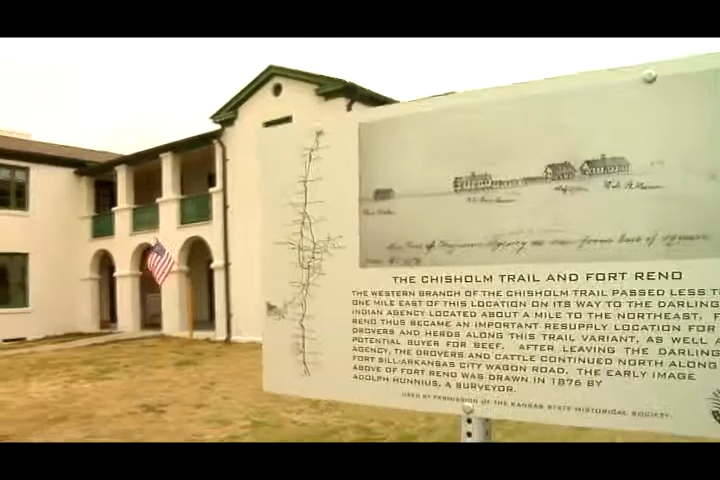 THE CHISHOLM TRAIL AND FORT RENO
THE WESTERN BRANCH OF THE CHISHOLM TRAIL PASSED LESS
ONE MILE EAST OF THIS LOCATION ON ITS WAY TO THE DARLING
INDIAN AGENCY LOCATED ABOUT A MILE TO THE NORTHEAST.
RENO THUS BECAME AN IMPORTANT RESUPPLY LOCATION FOR
DROVERS AND HERDS ALONG THIS TRAIL VARIANT, AS WELL
POTENTIAL BUYER FOR BEEF. AFTER LEAVING THE DARLING
AGENCY, THE DROVERS AND CATTLE CONTINUED NORTH ALONG
FORT SILL-ARKANSAS CITY WAGON ROAD. THE EARLY IMAGE
ABOVE OF FORT RENO WAS DRAWN IN 1876 BY
ADOLPH HUNNIUS, A SURVEYOR.
USED BY PERMISSION OF THE KANSAS STATE HISTORICAL SOCIETY.